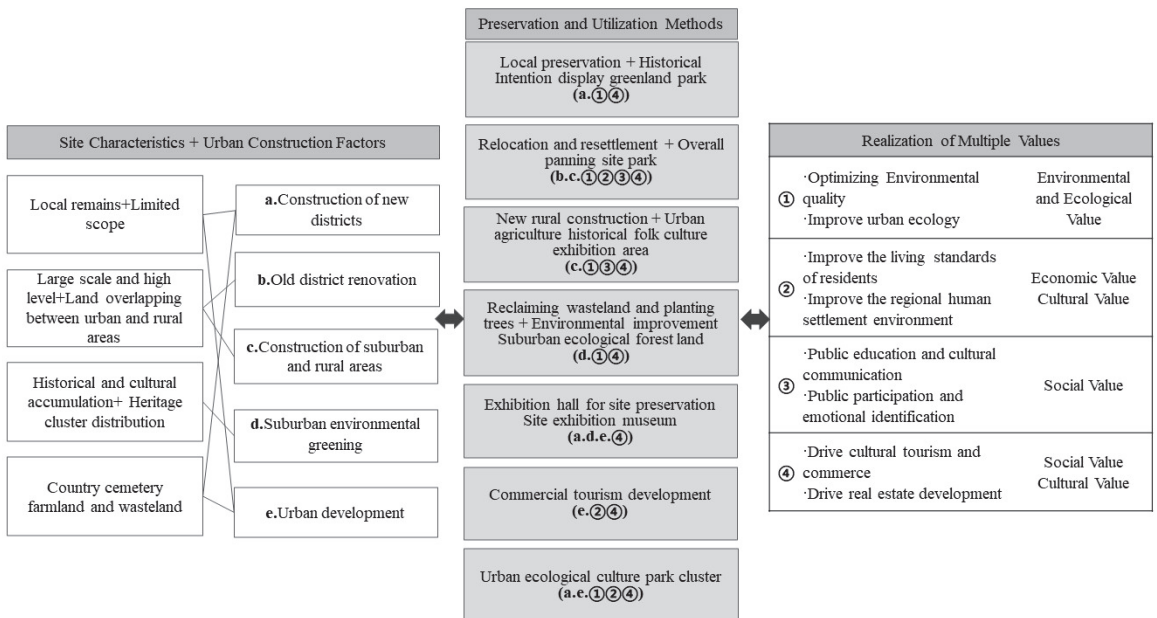 Preservation and Utilization Methods
Local preservation + Historical
Intention display greenland park
(a.①④)
Relocation and resettlement + Overall
panning site park
(b.c.①②③④)
New rural construction + Urban
agriculture historical folk culture
exhibition area
(c.①③④)
Reclaiming wasteland and planting
trees + Environmental improvement
Suburban ecological forest land
(d.①④)
Exhibition hall for site preservation
Site exhibition museum
(a.d.e.④)
Commercial tourism development
(e.②④)
Urban ecological culture park cluster
(a.e.①②④)
Site Characteristics + Urban Construction Factors
Local remains+Limited
scope
Large scale and high
level+Land overlapping
between urban and rural
areas
Historical and cultural
accumulation+ Heritage
cluster distribution
Country cemetery
farmland and wasteland
a.Construction of new
districts
b.Old district renovation
c.Construction of suburban
and rural areas
d.Suburban environmental
greening
e.Urban development
Realization of Multiple Values
①
·Optimizing Environmental
quality
·Improve urban ecology
Environmental
and Ecological
Value
②
·Improve the living standards
of residents
·Improve the regional human
settlement environment
Economic Value
Cultural Value
③
·Public education and cultural
communication
·Public participation and
emotional identification
Social Value
④
·Drive cultural tourism and
commerce
·Drive real estate development
Social Value
Cultural Value